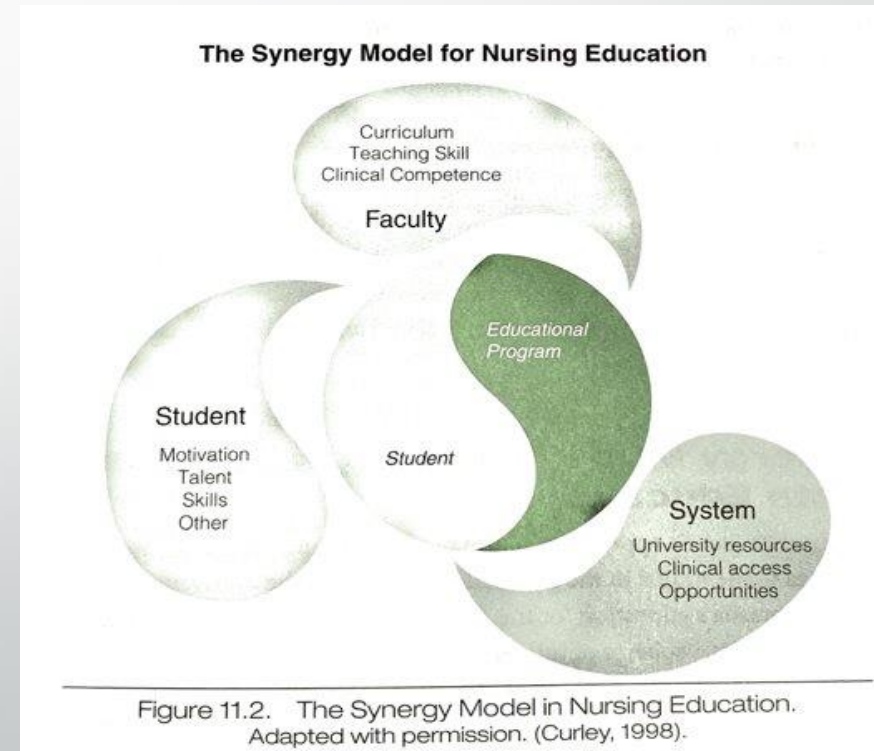 The Synergy Model for Nursing Education
Curriculum
Teaching Skill
Clinical Competence
Faculty
Educational
Program
Student
Motivation
Talent
Skills
Other
Student
System
University resources
Clinical access
Opportunities
Figure 11.2. The Synergy Model in Nursing Education.
Adapted with permission. (Curley, 1998).